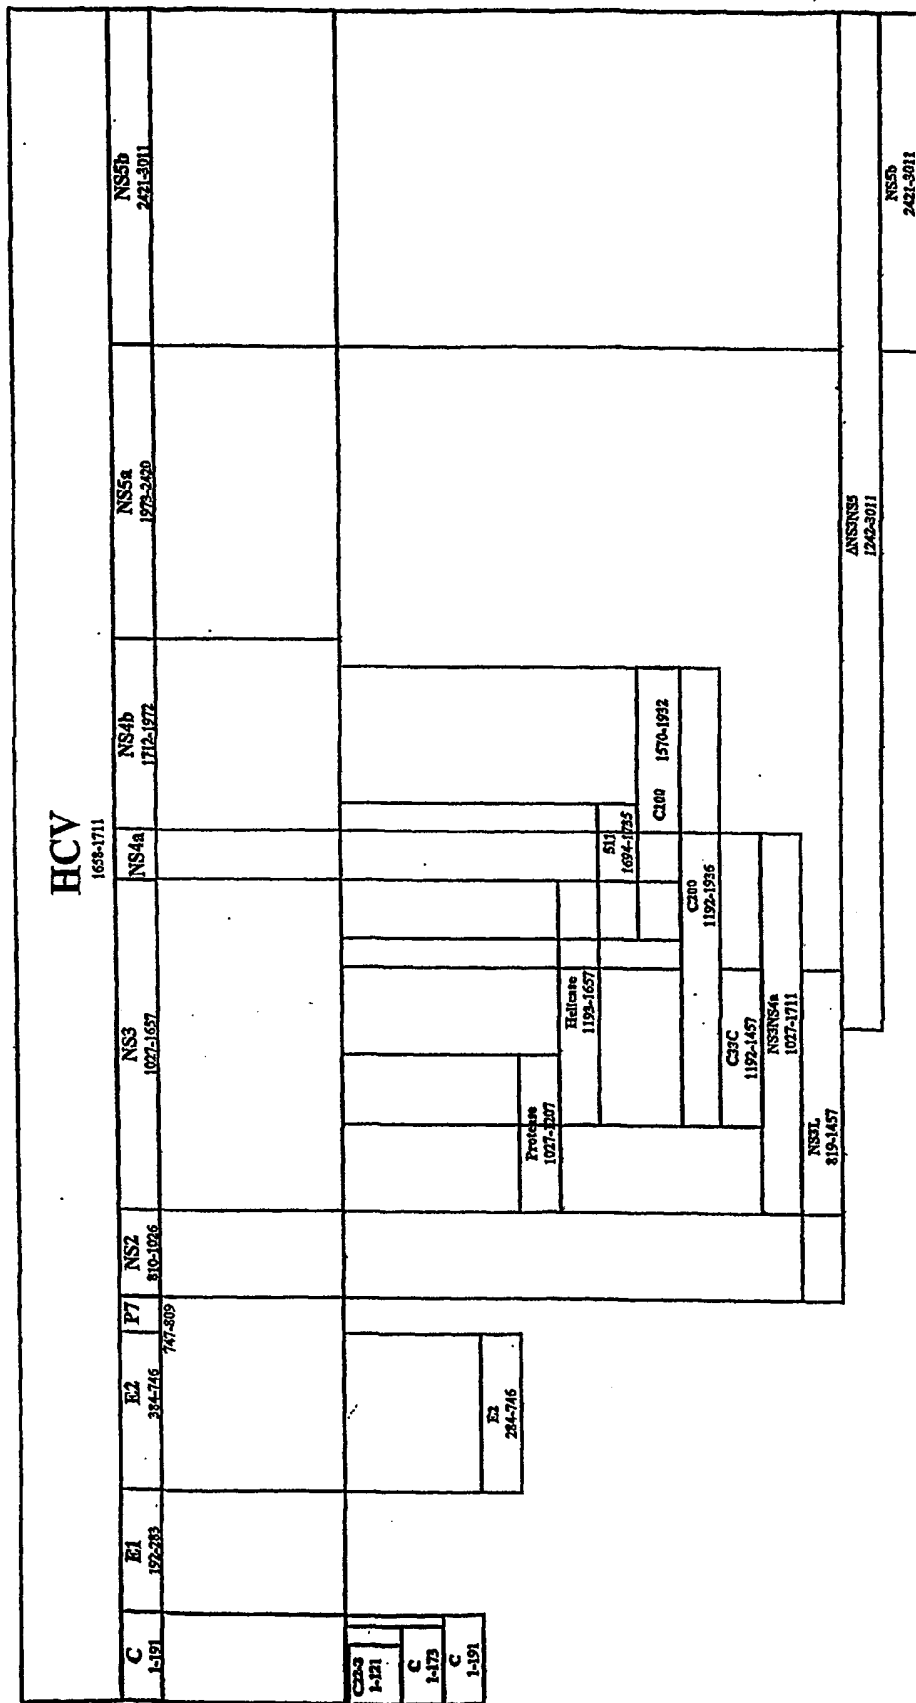 HCV
1658-1711
C
1-191
E1
192-283
E2
384-746
P7
747-809
NS2
810-1026
NS3
1027-1657
NS4a
NS4b
1712-1972
NS5a
1973-2420
NS5b
2421-3011
C22-3
1-121
C
1-173
C
1-191
E2
284-746
Protease
1027-1207
Helicase
1193-1657
511
1694-1735
C100 1570-1932
C200
1192-1936
C33C
1192-1457
NS3NS4a
1027-1711
NS3L
819-1457
ΔNS3NS5
1242-3011
NS5b
2421-3011